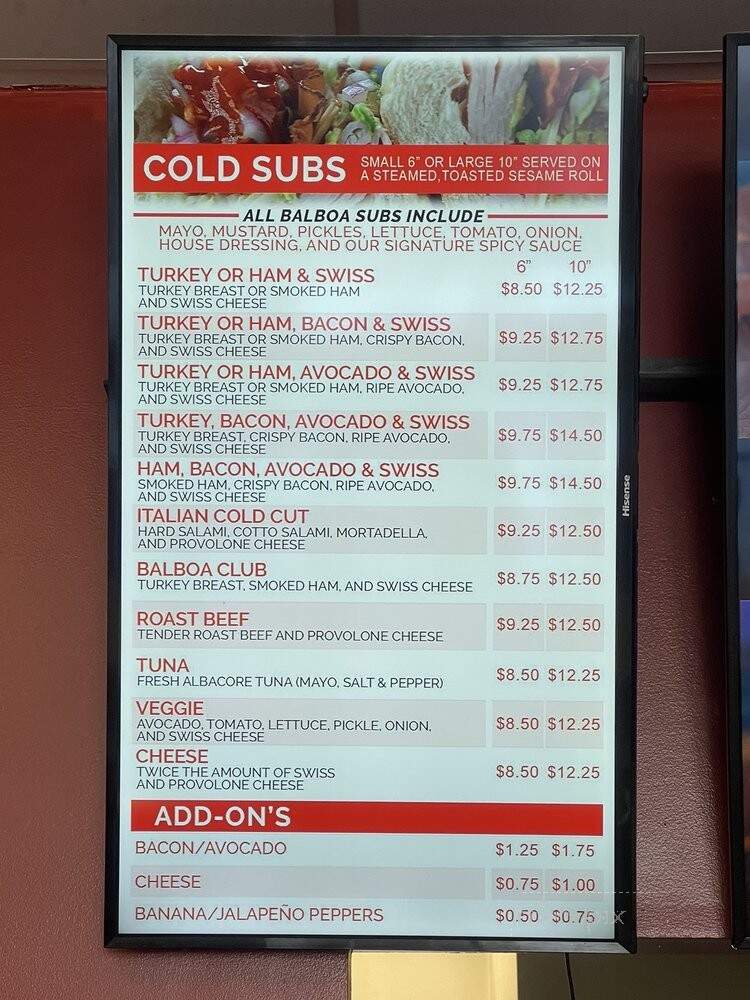 COLD SUBS
SMALL 6" OR LARGE 10" SERVED ON
A STEAMED, TOASTED SESAME ROLL
ALL BALBOA SUBS INCLUDE
MAYO, MUSTARD, PICKLES, LETTUCE, TOMATO, ONION,
HOUSE DRESSING, AND OUR SIGNATURE SPICY SAUCE
6" 10"
TURKEY OR HAM & SWISS
TURKEY BREAST OR SMOKED HAM $8.50 $12.25
AND SWISS CHEESE
TURKEY OR HAM, BACON & SWISS
TURKEY BREAST OR SMOKED HAM, CRISPY BACON, $9.25 $12.75
AND SWISS CHEESE
TURKEY OR HAM, AVOCADO & SWISS
TURKEY BREAST OR SMOKED HAM, RIPE AVOCADO, $9.25 $12.75
AND SWISS CHEESE
TURKEY, BACON, AVOCADO & SWISS
TURKEY BREAST, CRISPY BACON, RIPE AVOCADO, $9.75 $14.50
AND SWISS CHEESE
HAM, BACON, AVOCADO & SWISS
SMOKED HAM, CRISPY BACON, RIPE AVOCADO, $9.75 $14.50
AND SWISS CHEESE
ITALIAN COLD CUT
HARD SALAMI, COTTO SALAMI, MORTADELLA, $9.25 $12.50
AND PROVOLONE CHEESE
BALBOA CLUB
TURKEY BREAST, SMOKED HAM, AND SWISS CHEESE $8.75 $12.50
ROAST BEEF
TENDER ROAST BEEF AND PROVOLONE CHEESE $9.25 $12.50
TUNA
FRESH ALBACORE TUNA (MAYO, SALT & PEPPER) $8.50 $12.25
VEGGIE
AVOCADO, TOMATO, LETTUCE, PICKLE, ONION, $8.50 $12.25
AND SWISS CHEESE
CHEESE
TWICE THE AMOUNT OF SWISS $8.50 $12.25
AND PROVOLONE CHEESE
ADD-ON'S
BACON/AVOCADO $1.25 $1.75
CHEESE $0.75 $1.00
BANANA/JALAPEÑO PEPPERS $0.50 $0.75
Hisense